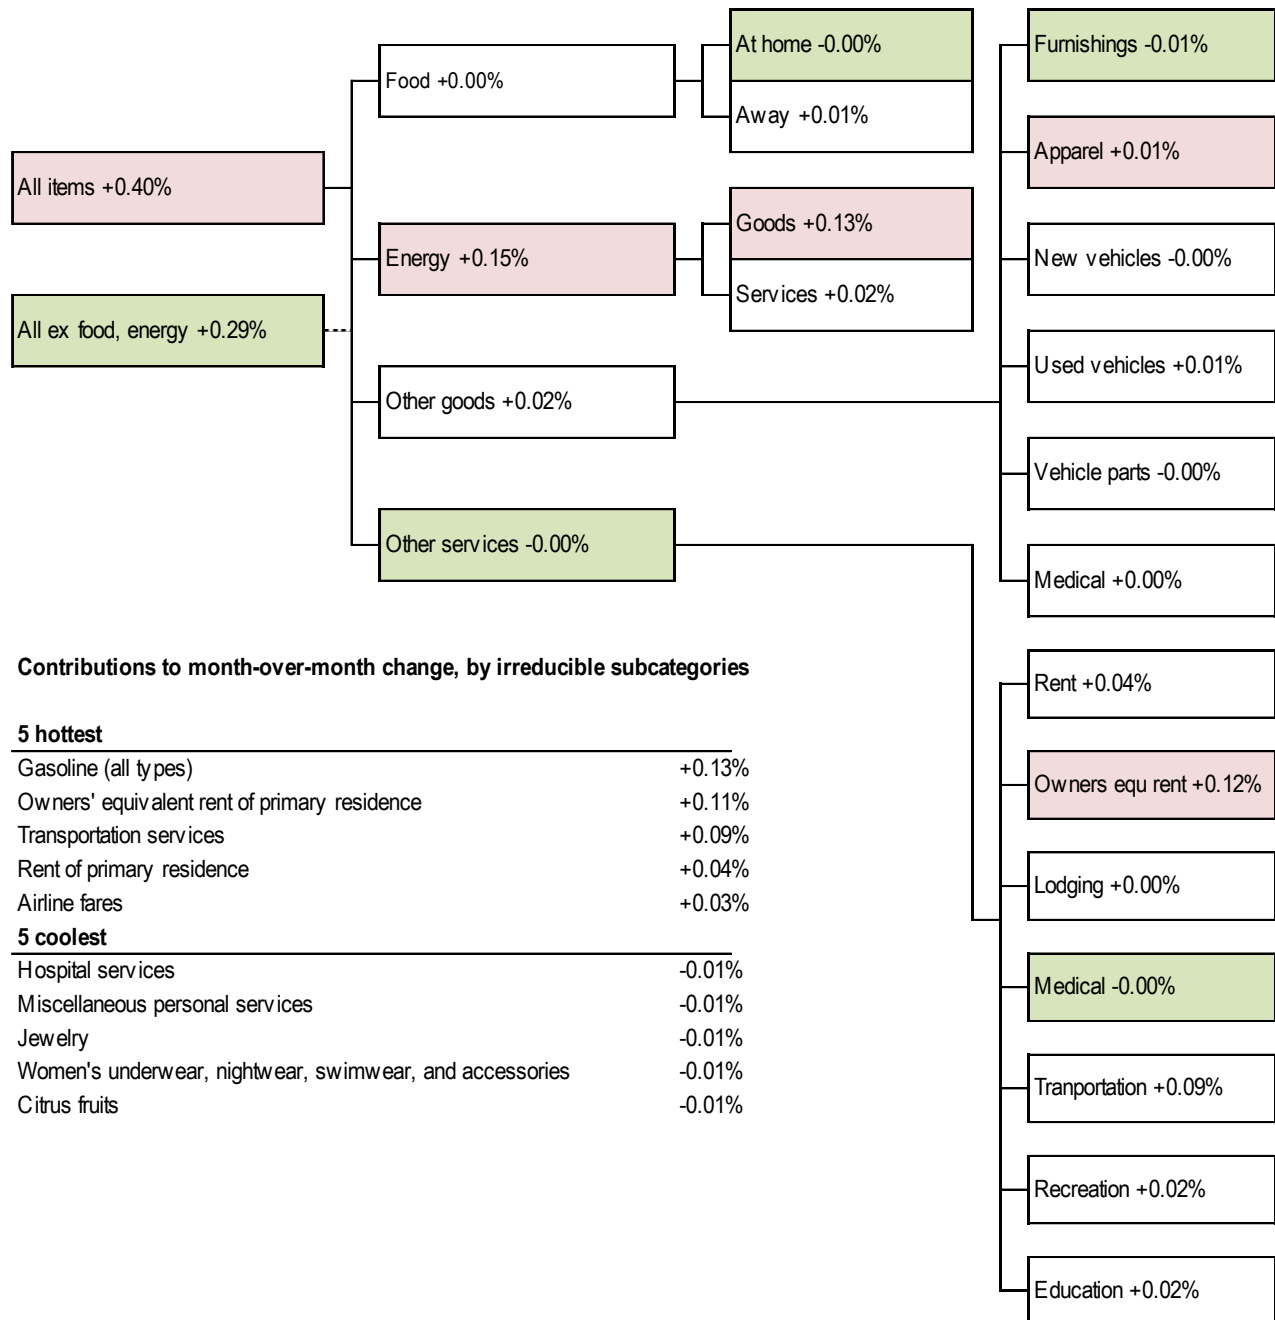 All items +0.40%
All ex food, energy +0.29%
Food +0.00%
Energy +0.15%
Other goods +0.02%
Other services -0.00%
At home -0.00%
Away +0.01%
Goods +0.13%
Services +0.02%
Furnishings -0.01%
Apparel +0.01%
New vehicles -0.00%
Used vehicles +0.01%
Vehicle parts -0.00%
Medical +0.00%
Rent +0.04%
Owners equ rent +0.12%
Lodging +0.00%
Medical -0.00%
Tranportation +0.09%
Recreation +0.02%
Education +0.02%
Contributions to month-over-month change, by irreducible subcategories
5 hottest
Gasoline (all types) +0.13%
Owners' equivalent rent of primary residence +0.11%
Transportation services +0.09%
Rent of primary residence +0.04%
Airline fares +0.03%
5 coolest
Hospital services -0.01%
Miscellaneous personal services -0.01%
Jewelry -0.01%
Women's underwear, nightwear, swimwear, and accessories -0.01%
Citrus fruits -0.01%